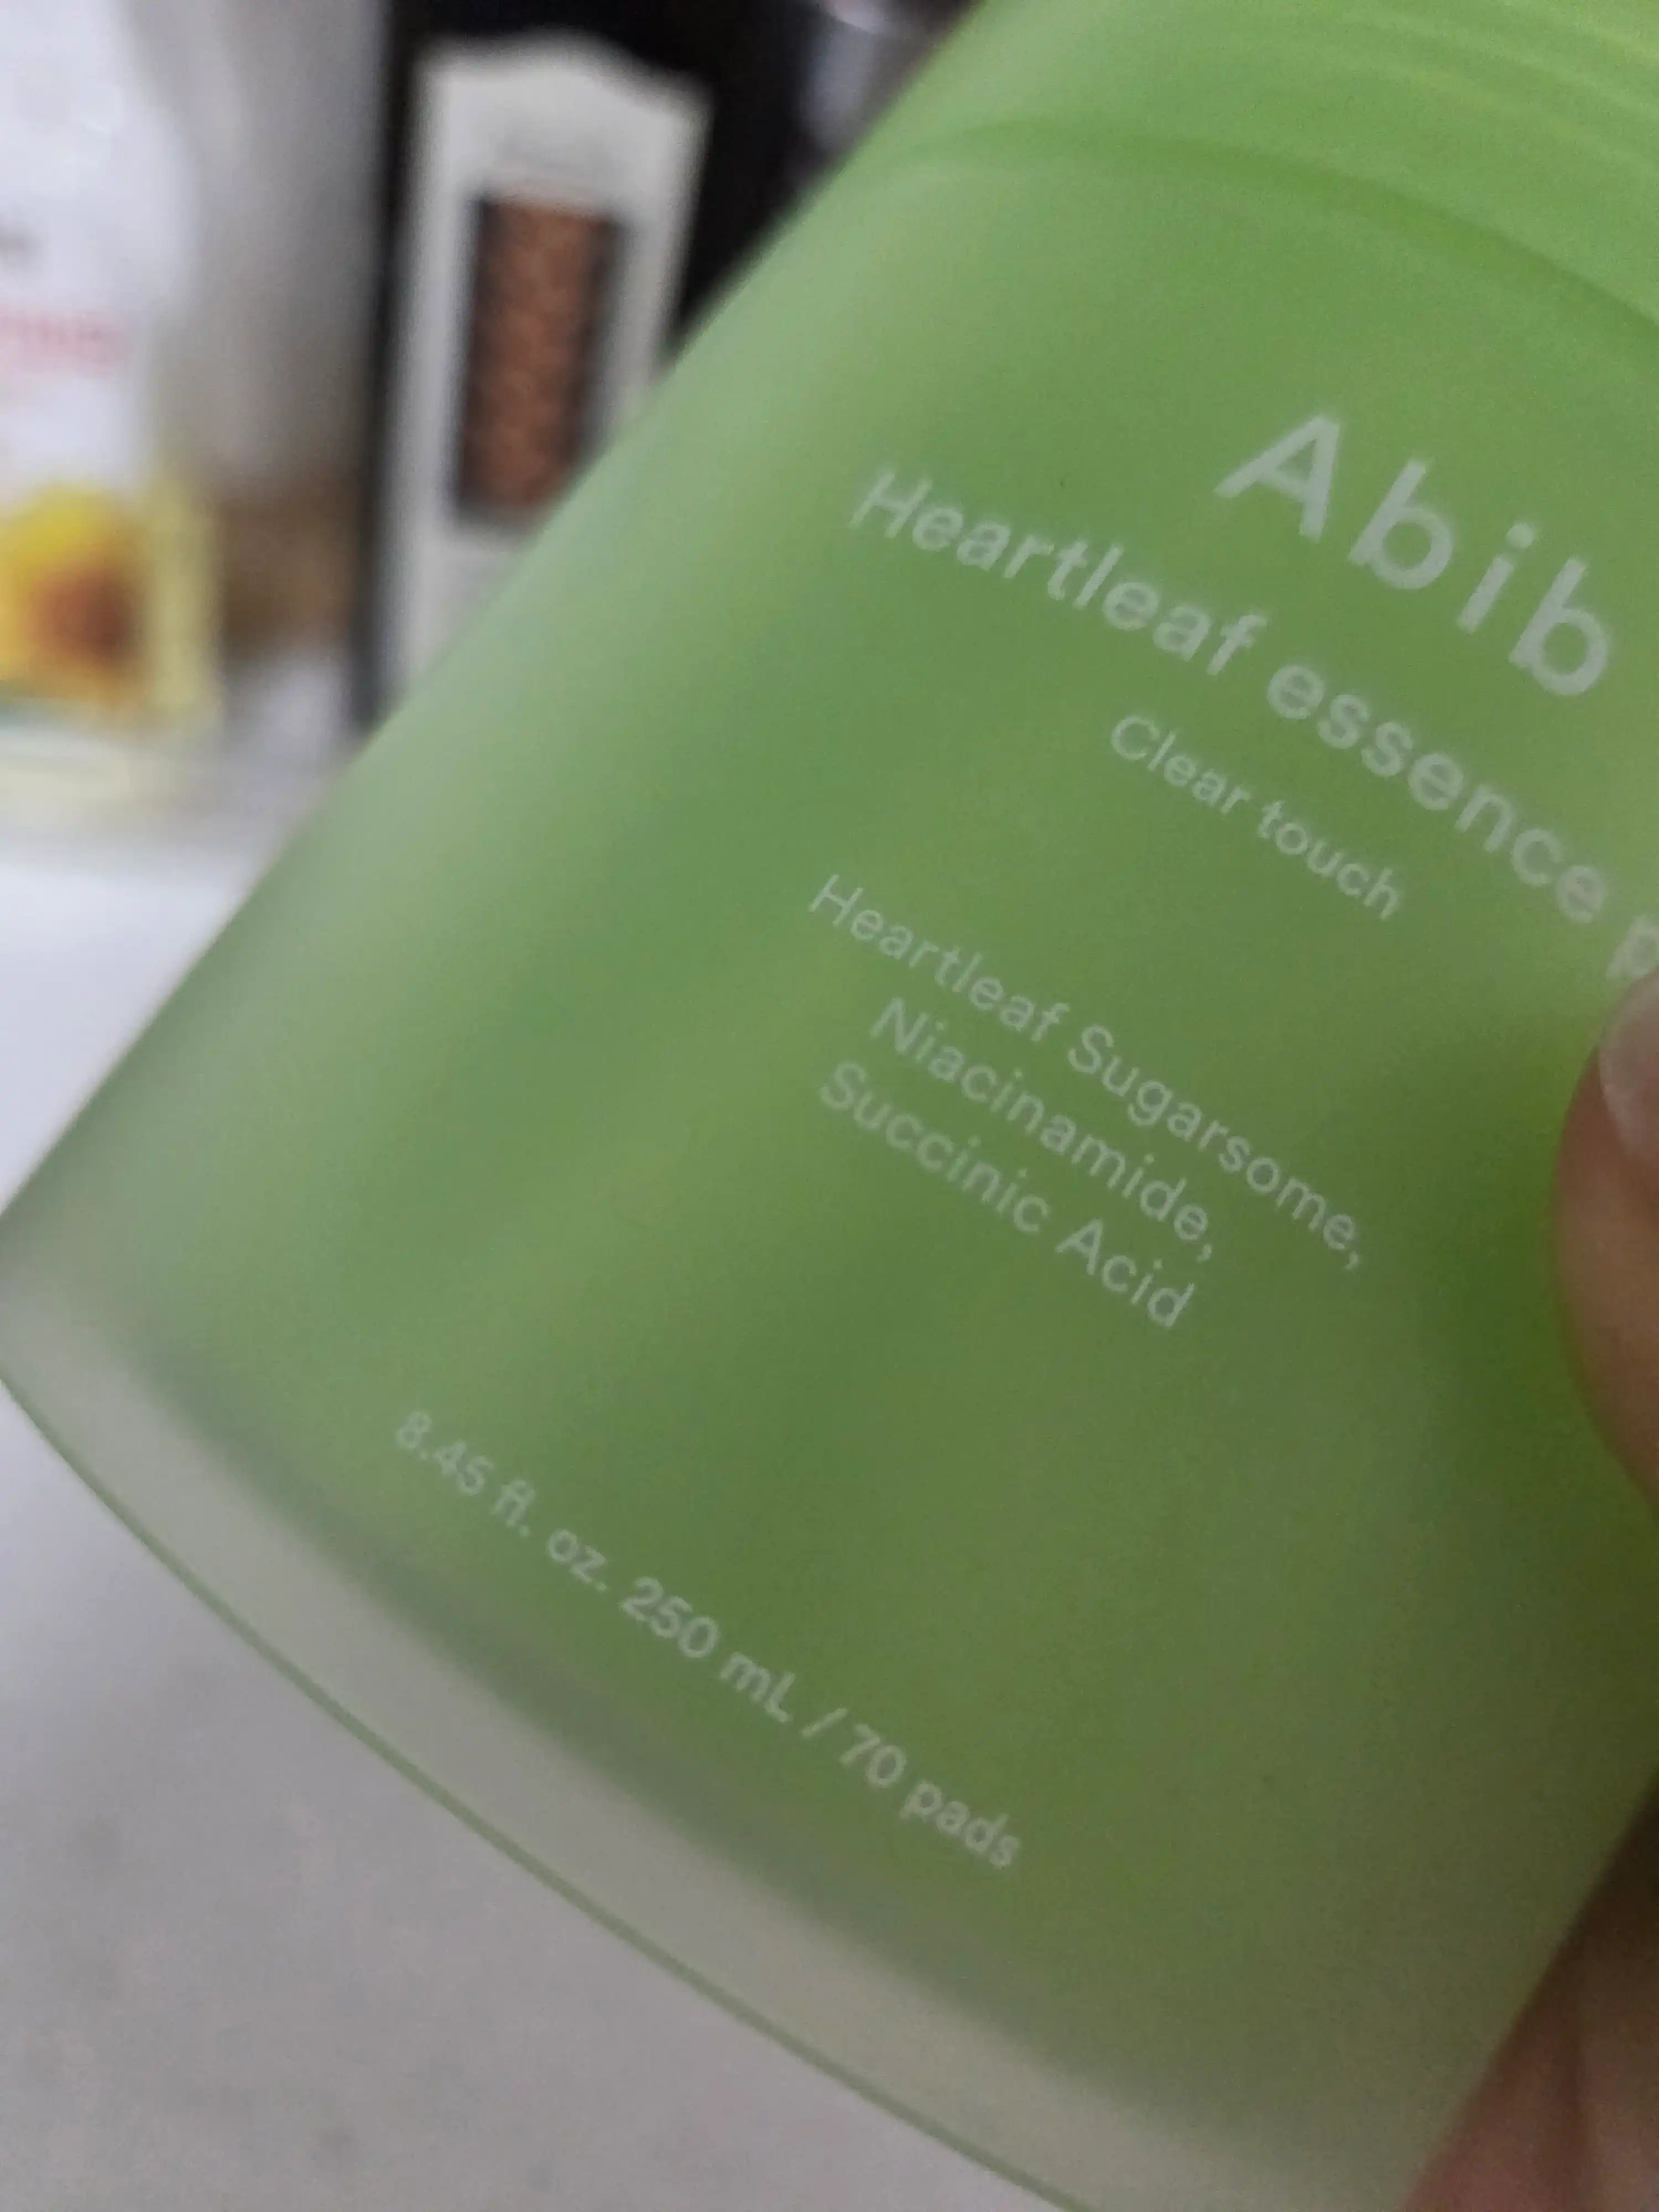 Abib
Heartleaf essence p
Clear touch
Heartleaf Sugarsome,
Niacinamide,
Succinic Acid
8.45 fl. oz. 250 mL / 70 pads